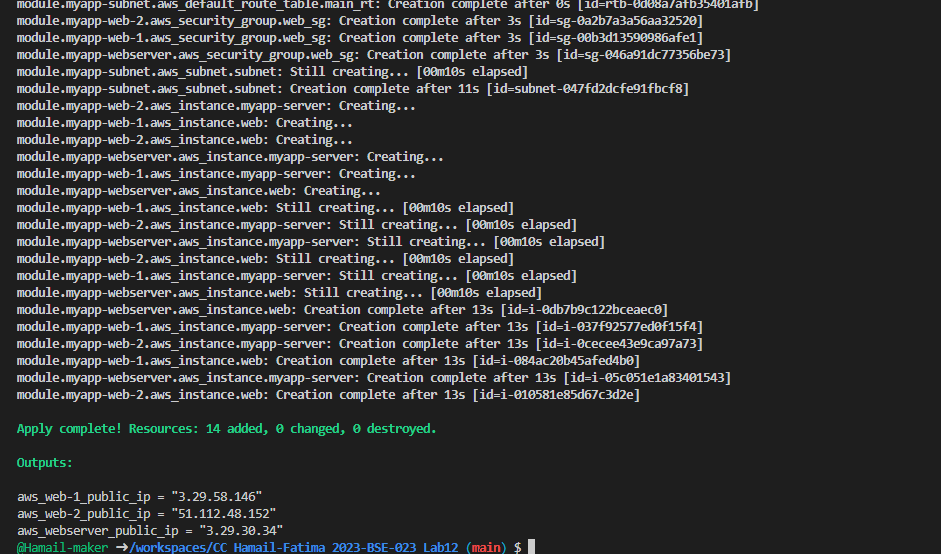 module.myapp-subnet.aws_default_route_table.main_rt: Creation complete after 0s [id=rtb-0d08a7afb35401afb]
module.myapp-web-2.aws_security_group.web_sg: Creation complete after 3s [id=sg-0a2b7a3a56aa32520]
module.myapp-web-1.aws_security_group.web_sg: Creation complete after 3s [id=sg-00b3d13590986afe1]
module.myapp-webserver.aws_security_group.web_sg: Creation complete after 3s [id=sg-046a91dc77356be73]
module.myapp-subnet.aws_subnet.subnet: Still creating... [00m10s elapsed]
module.myapp-subnet.aws_subnet.subnet: Creation complete after 11s [id=subnet-047fd2dcfe91fbcf8]
module.myapp-web-2.aws_instance.myapp-server: Creating...
module.myapp-web-1.aws_instance.web: Creating...
module.myapp-web-2.aws_instance.web: Creating...
module.myapp-webserver.aws_instance.myapp-server: Creating...
module.myapp-web-1.aws_instance.myapp-server: Creating...
module.myapp-webserver.aws_instance.web: Creating...
module.myapp-web-1.aws_instance.web: Still creating... [00m10s elapsed]
module.myapp-web-2.aws_instance.myapp-server: Still creating... [00m10s elapsed]
module.myapp-webserver.aws_instance.myapp-server: Still creating... [00m10s elapsed]
module.myapp-web-2.aws_instance.web: Still creating... [00m10s elapsed]
module.myapp-web-1.aws_instance.myapp-server: Still creating... [00m10s elapsed]
module.myapp-webserver.aws_instance.web: Still creating... [00m10s elapsed]
module.myapp-webserver.aws_instance.web: Creation complete after 13s [id=i-0db7b9c122bceaec0]
module.myapp-web-1.aws_instance.myapp-server: Creation complete after 13s [id=i-037f92577ed0f15f4]
module.myapp-web-2.aws_instance.myapp-server: Creation complete after 13s [id=i-0cecee43e9ca97a73]
module.myapp-web-1.aws_instance.web: Creation complete after 13s [id=i-084ac20b45afed4b0]
module.myapp-webserver.aws_instance.myapp-server: Creation complete after 13s [id=i-05c051e1a83401543]
module.myapp-web-2.aws_instance.web: Creation complete after 13s [id=i-010581e85d67c3d2e]
Apply complete! Resources: 14 added, 0 changed, 0 destroyed.
Outputs:
aws_web-1_public_ip = "3.29.58.146"
aws_web-2_public_ip = "51.112.48.152"
aws_webserver_public_ip = "3.29.30.34"
@Hamail-maker ➜/workspaces/CC_Hamail-Fatima_2023-BSE-023_Lab12 (main) $